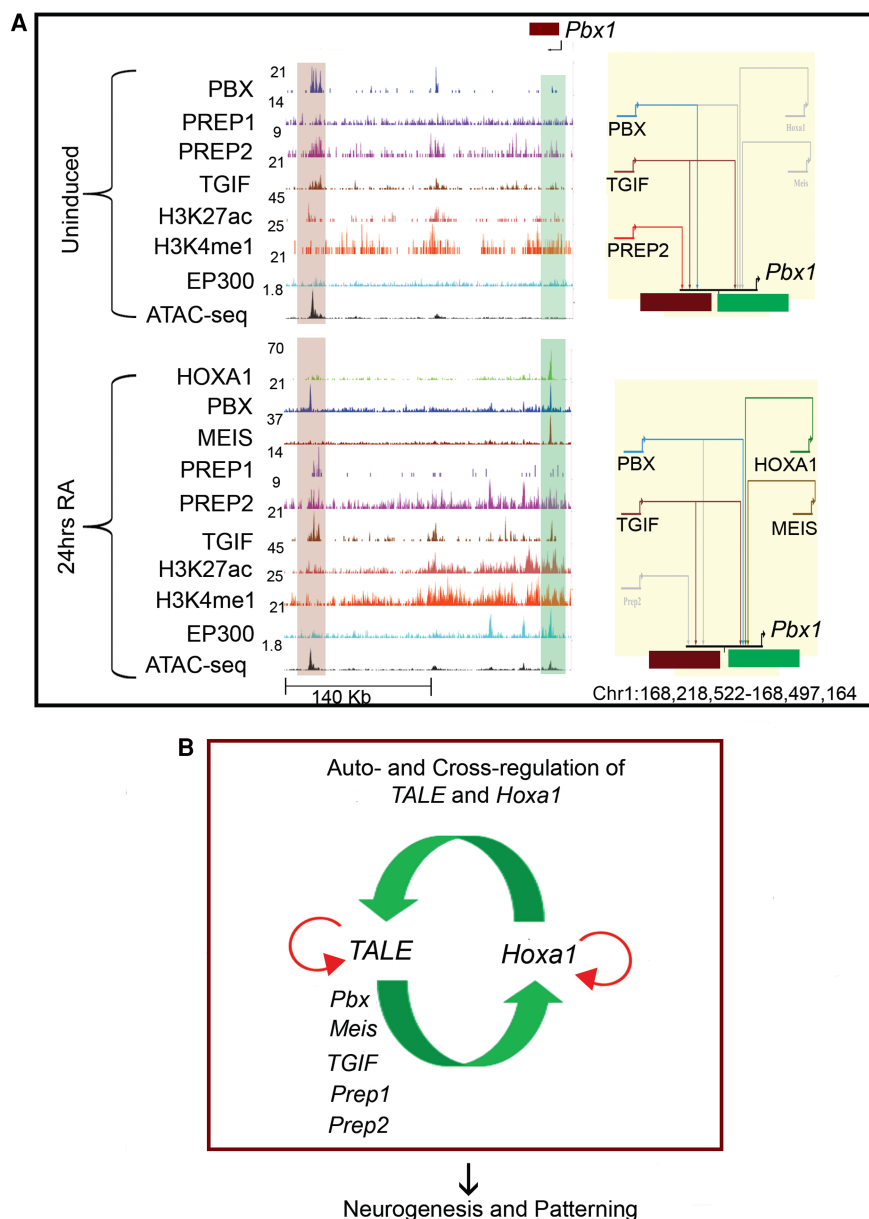 A
Pbx1
Uninduced
21
PBX
14
PREP1
9
PREP2
21
TGIF
45
H3K27ac
25
H3K4me1
21
EP300
1.8
ATAC-seq
PBX
Hoxa1
TGIF
Meis
PREP2
Pbx1
24hrs RA
70
HOXA1
21
PBX
37
MEIS
14
PREP1
9
PREP2
21
TGIF
45
H3K27ac
25
H3K4me1
21
EP300
1.8
ATAC-seq
140 Kb
PBX
HOXA1
TGIF
MEIS
Prep2
Pbx1
Chr1:168,218,522-168,497,164
B
Auto- and Cross-regulation of
TALE and Hoxa1
TALE
Hoxa1
Pbx
Meis
TGIF
Prep1
Prep2
Neurogenesis and Patterning